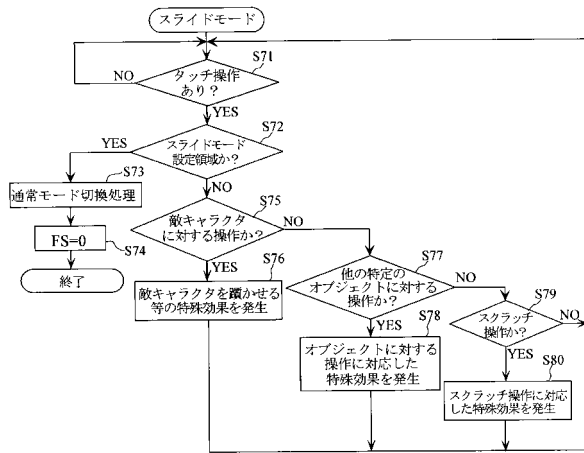 スライドモード
S71
タッチ操作
あり？
NO
YES
S72
スライドモード
設定領域か？
YES
NO
S73
通常モード切換処理
S74
FS=0
終了
S75
敵キャラクタ
に対する操作か？
NO
YES
S76
敵キャラクタを躓かせる
等の特殊効果を発生
S77
他の特定の
オブジェクトに対する
操作か？
NO
YES
S78
オブジェクトに対する
操作に対応した
特殊効果を発生
S79
スクラッチ
操作か？
NO
YES
S80
スクラッチ操作に対応
した特殊効果を発生